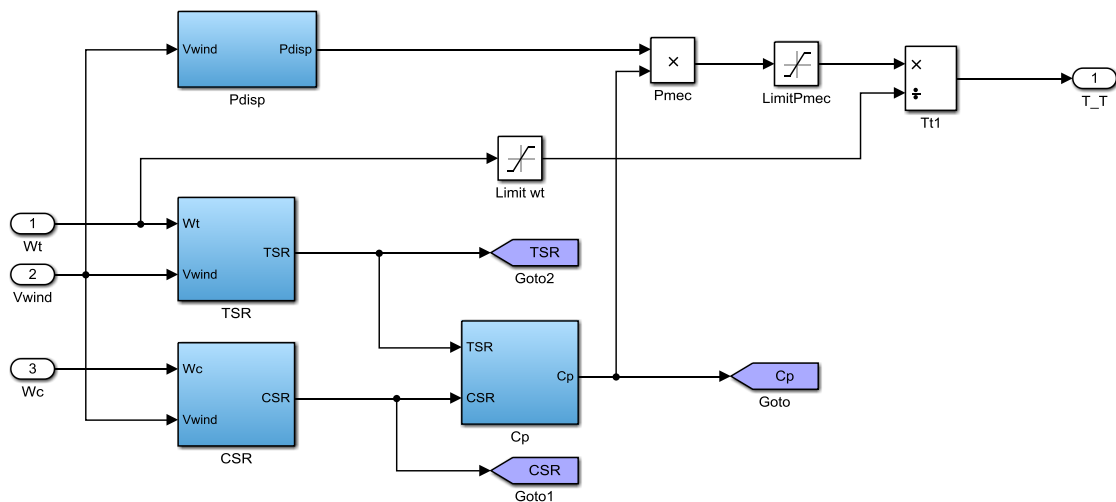 Vwind
Pdisp
Pdisp
×
Pmec
LimitPmec
×
÷
Tt1
1
T_T
Limit wt
1
Wt
2
Vwind
3
Wc
Wt
Vwind
TSR
TSR
TSR
Goto2
Wc
Vwind
CSR
CSR
TSR
CSR
Cp
Cp
Cp
Goto
CSR
Goto1